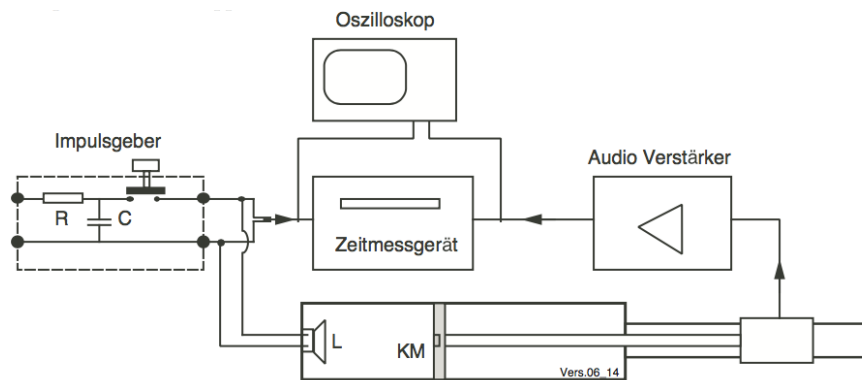 Oszilloskop
Impulsgeber
Audio Verstärker
R
C
Zeitmessgerät
L
KM
Vers.06_14